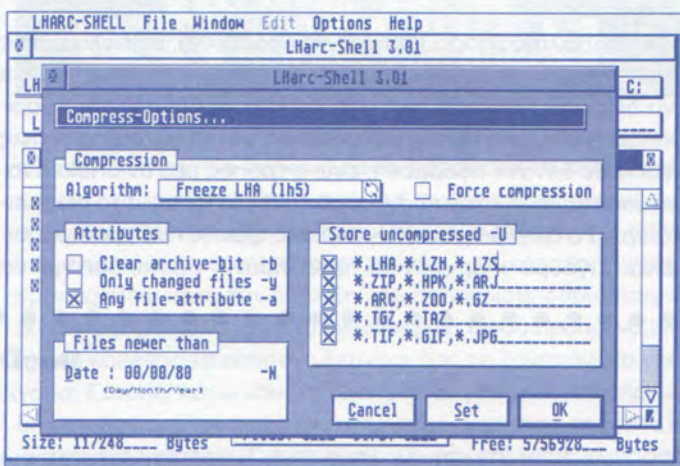 LHARC-SHELL File Window Edit Options Help
LHarc-Shell 3.01
LHarc-Shell 3.01
LH
C:
Compress-Options...
Compression
Algorithm: Freeze LHA (lh5)
Force compression
Attributes
Clear archive-bit -b
Only changed files -y
Any file-attribute -a
Store uncompressed -U
*.LHA,*.LZH,*.LZS
*.ZIP,*.HPK,*.ARJ
*.ARC,*.ZOO,*.GZ
*.TGZ,*.TAZ
*.TIF,*.GIF,*.JPG
Files newer than
Date : 00/00/80 -N
(Day/Month/Year)
Cancel
Set
OK
Size: 117248 Bytes
Free: 5756928 Bytes